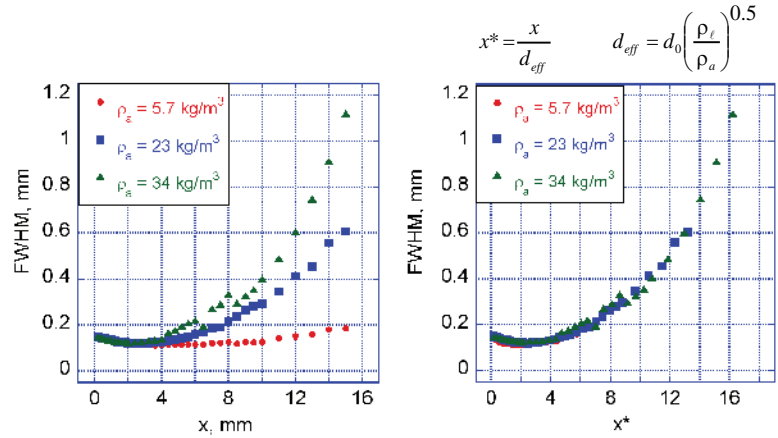 x* = x / d_eff    d_eff = d_0 (ρ_ℓ / ρ_a)^0.5
FWHM, mm
1.2
1
0.8
0.6
0.4
0.2
0
ρ_a = 5.7 kg/m³
ρ_a = 23 kg/m³
ρ_a = 34 kg/m³
0 4 8 12 16
x, mm
FWHM, mm
1.2
1
0.8
0.6
0.4
0.2
0
ρ_a = 5.7 kg/m³
ρ_a = 23 kg/m³
ρ_a = 34 kg/m³
0 4 8 12 16
x*